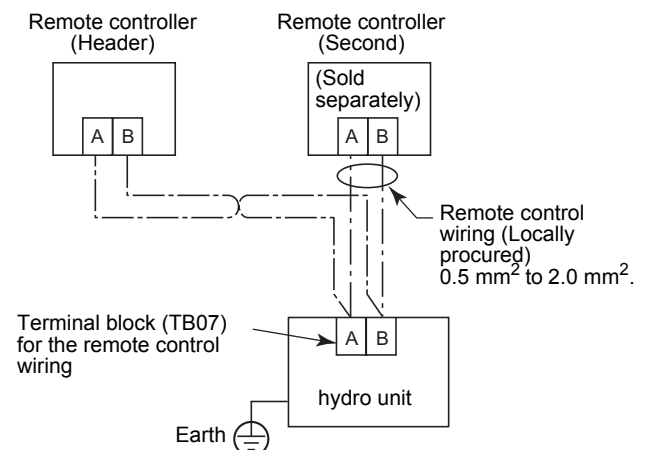 Remote controller
(Header)
Remote controller
(Second)
(Sold
separately)
A B
A B
Remote control
wiring (Locally
procured)
0.5 mm² to 2.0 mm².
Terminal block (TB07)
for the remote control
wiring
A B
hydro unit
Earth